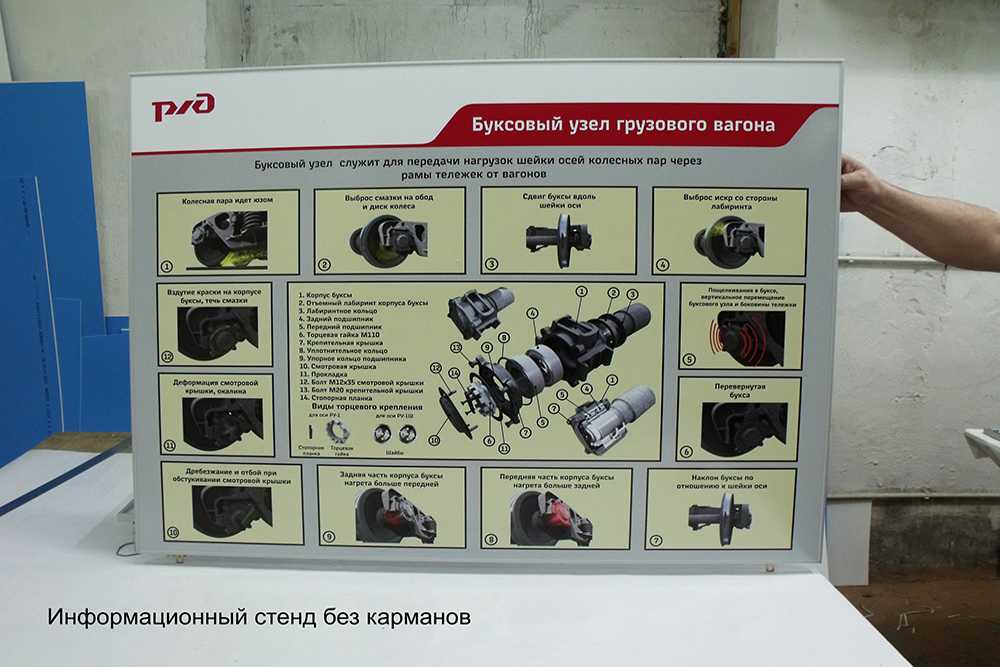 РЖД
Буксовый узел грузового вагона
Буксовый узел служит для передачи нагрузок шейки осей колесных пар через
рамы тележек от вагонов
Колесная пара идет юзом
1
Выброс смазки на обод
и диск колеса
2
Сдвиг буксы вдоль
шейки оси
3
Выброс искр со стороны
лабиринта
4
Вздутие краски на корпусе
буксы, течь смазки
12
1. Корпус буксы
2. Отъемный лабиринт корпуса буксы
3. Лабиринтное кольцо
4. Задний подшипник
5. Передний подшипник
6. Торцевая гайка М110
7. Крепительная крышка
8. Уплотнительное кольцо
9. Упорное кольцо подшипника
10. Смотровая крышка
11. Прокладка
12. Болт М12х35 смотровой крышки
13. Болт М20 крепительной крышки
14. Стопорная планка
Виды торцевого крепления
для оси РУ-1
для оси РУ-1Ш
Стопорная
планка
Торцевая
гайка
Шайбы
1
2
3
4
8
9
13
14
12
10
6
11
7
5
5
7
4
1
Пощелкивания в буксе,
вертикальное перемещение
буксового узла и боковины тележки
5
Деформация смотровой
крышки, окалина
11
Перевернутая
букса
6
Дребезжание и отбой при
обстукивании смотровой крышки
10
Задняя часть корпуса буксы
нагрета больше передней
9
Передняя часть корпуса буксы
нагрета больше задней
8
Наклон буксы по
отношению к шейки оси
7
Информационный стенд без карманов